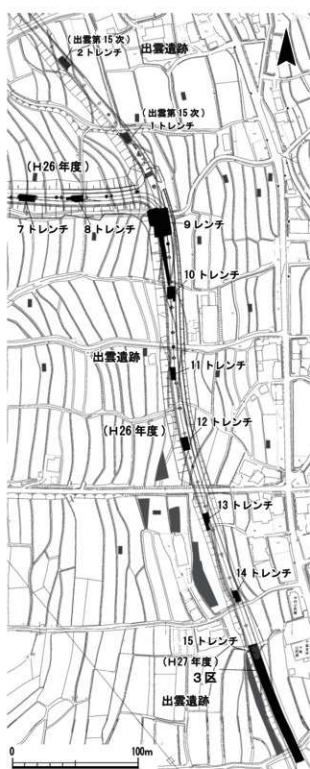 (出雲第15次)
2トレンチ
出雲遺跡
(出雲第15次)
1トレンチ
(H26年度)
7トレンチ
8トレンチ
9レンチ
10トレンチ
出雲遺跡
11トレンチ
(H26年度)
12トレンチ
13トレンチ
14トレンチ
15トレンチ
(H27年度)
3区
出雲遺跡
0
100m